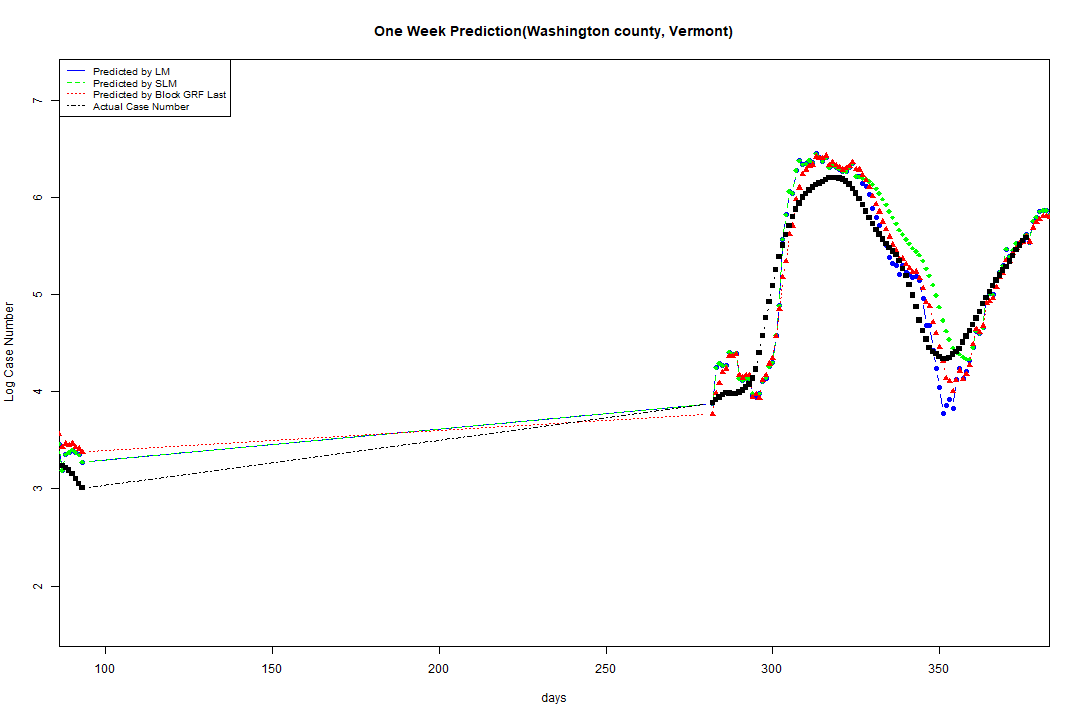 One Week Prediction(Washington county, Vermont)
Predicted by LM
Predicted by SLM
Predicted by Block GRF Last
Actual Case Number
Log Case Number
7
6
5
4
3
2
100 150 200 250 300 350
days